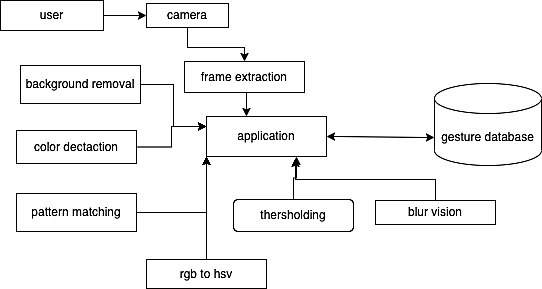 user
camera
frame extraction
background removal
application
gesture database
color dectaction
pattern matching
thersholding
blur vision
rgb to hsv